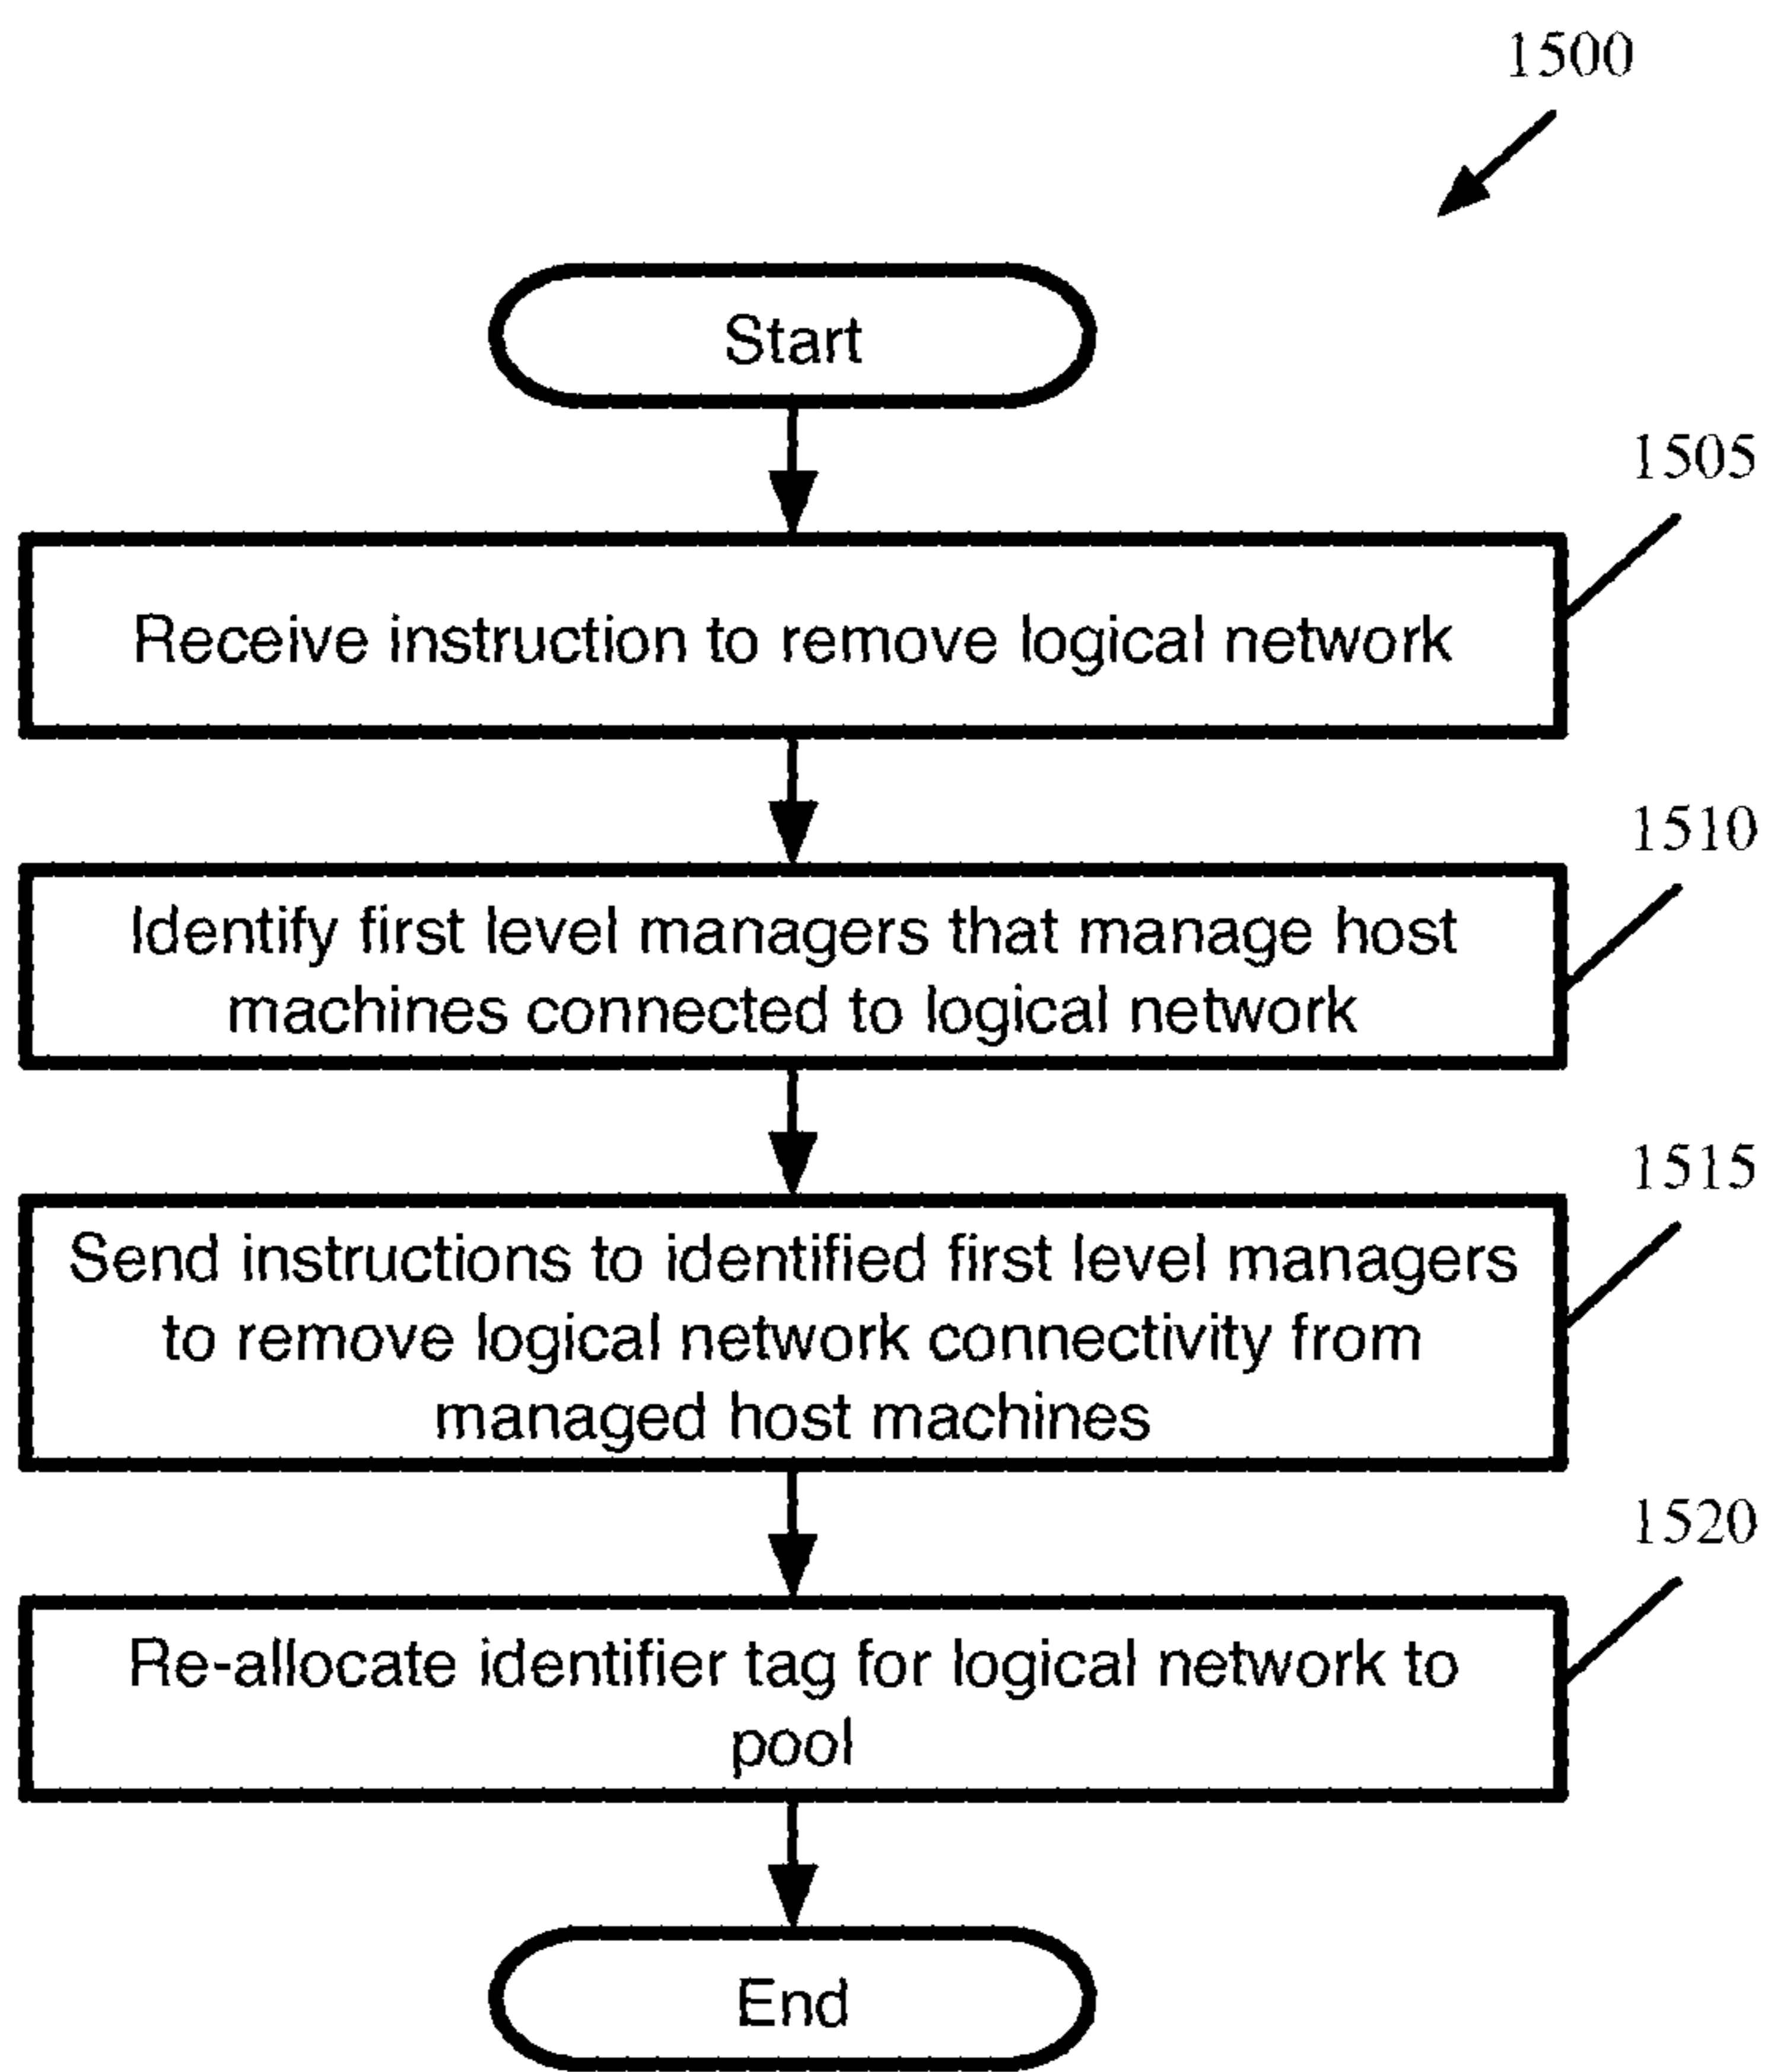 1500
Start
1505
Receive instruction to remove logical network
1510
Identify first level managers that manage host
machines connected to logical network
1515
Send instructions to identified first level managers
to remove logical network connectivity from
managed host machines
1520
Re-allocate identifier tag for logical network to
pool
End